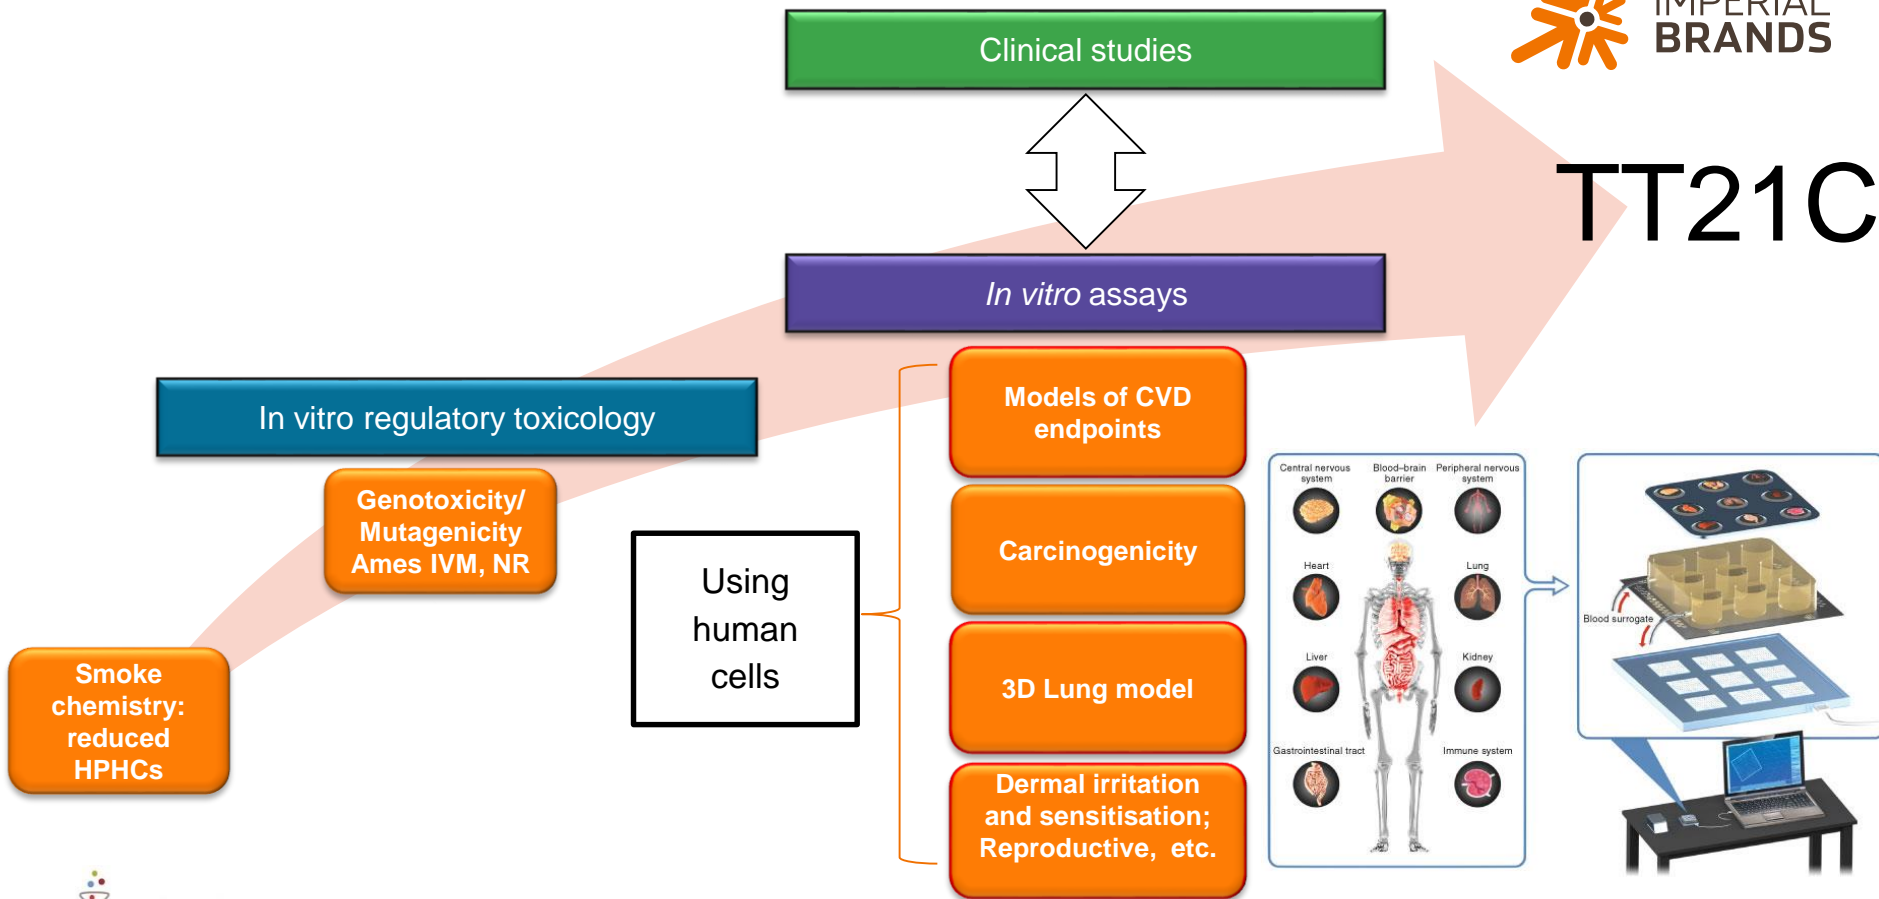 IMPERIAL
BRANDS
Clinical studies
TT21C
In vitro assays
In vitro regulatory toxicology
Genotoxicity/
Mutagenicity
Ames IVM, NR
Smoke
chemistry:
reduced
HPHCs
Using
human
cells
Models of CVD
endpoints
Carcinogenicity
3D Lung model
Dermal irritation
and sensitisation;
Reproductive, etc.
Central nervous
system
Blood–brain
barrier
Peripheral nervous
system
Heart
Lung
Liver
Kidney
Gastrointestinal tract
Immune system
Blood surrogate